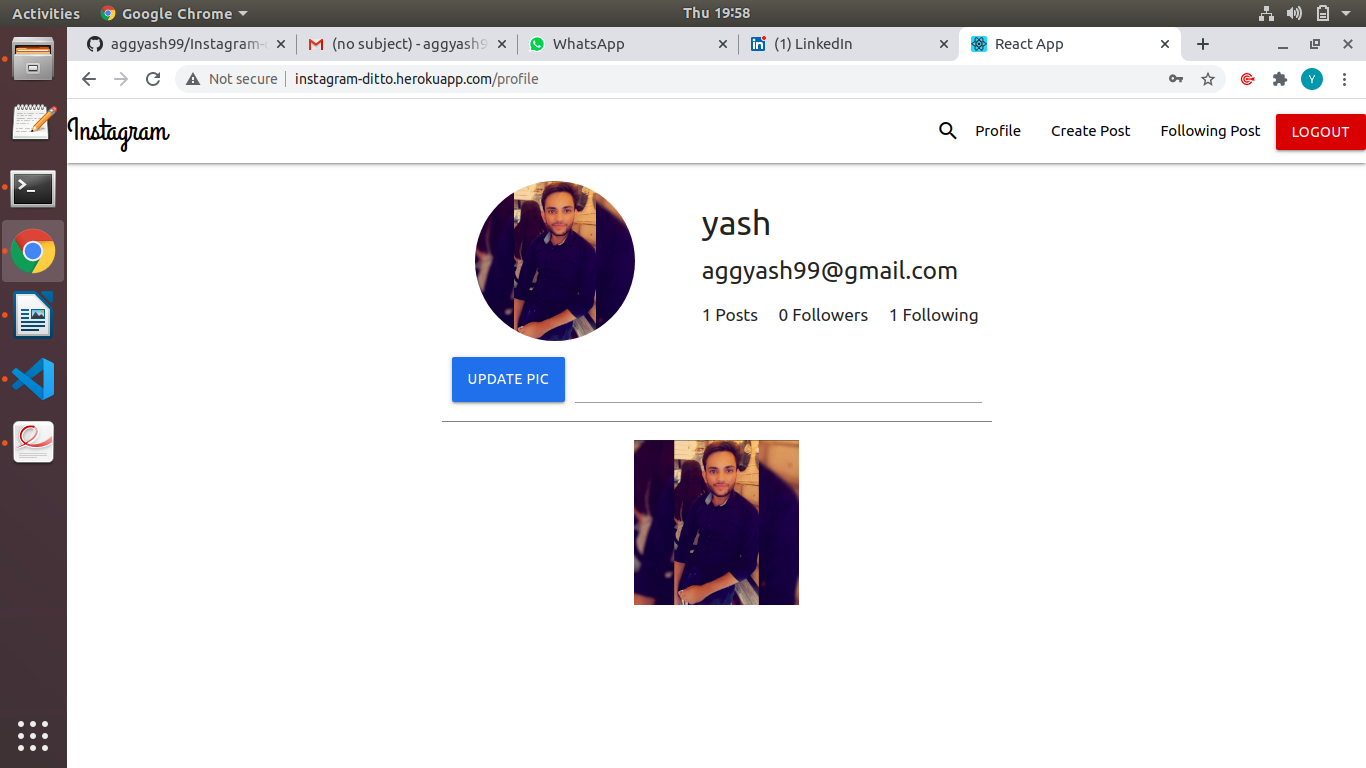 Activities Google Chrome Thu 19:58
aggyash99/Instagram- (no subject) - aggyash9 WhatsApp (1) LinkedIn React App
Not secure instagram-ditto.herokuapp.com/profile Y
Instagram Profile Create Post Following Post LOGOUT
yash
aggyash99@gmail.com
1 Posts 0 Followers 1 Following
UPDATE PIC